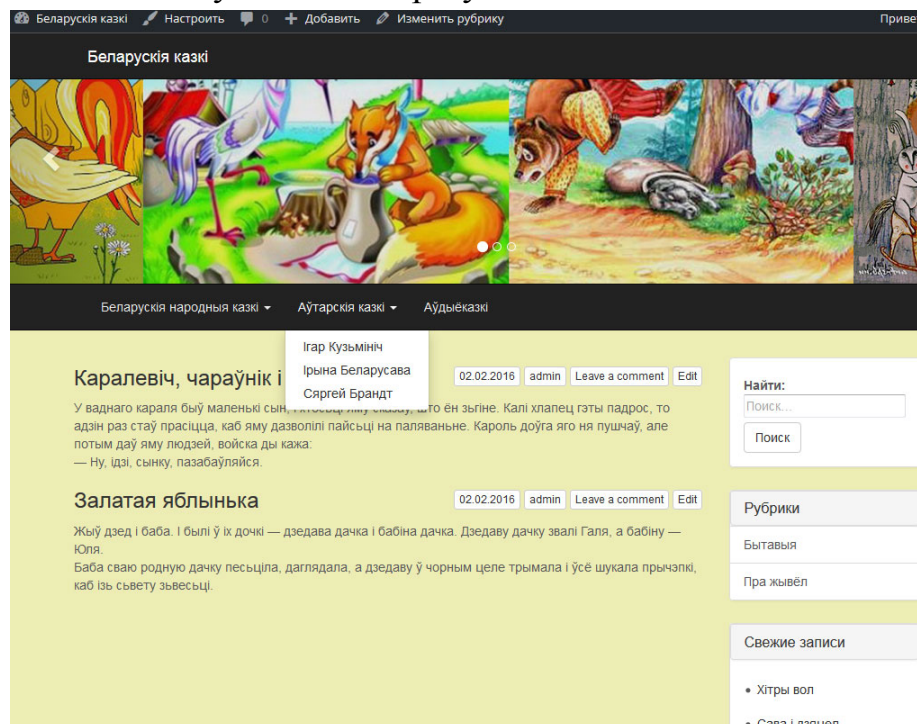 Беларускія казкі Настроить 0 Добавить Изменить рубрику
Беларускія казкі
Беларускія народныя казкі Аўтарскія казкі Аўдыёказкі
Ігар Кузьмініч
Ірына Беларусава
Сяргей Брандт
Каралевіч, чараўнік і
02.02.2016 admin Leave a comment Edit
У ваднаго караля быў маленькі сын, што ён зьгіне. Калі хлапец гэты падрос, то
адзін раз стаў прасіцца, каб яму дазволілі пайсьці на паляваньне. Кароль доўга яго ня пушчаў, але
потым даў яму людзей, войска ды кажа:
— Ну, ідзі, сынку, пазабаўляйся.
Залатая яблынька
02.02.2016 admin Leave a comment Edit
Жыў дзед і баба. І былі ў іх дочкі — дзедава дачка і бабіна дачка. Дзедаву дачку звалі Галя, а бабіну —
Юля.
Баба сваю родную дачку песьціла, даглядала, а дзедаву ў чорным целе трымала і ўсё шукала прычэпкі,
каб ізь сьвету зьвесьці.
Найти:
Поиск...
Поиск
Рубрики
Бытавыя
Пра жывёл
Свежие записи
Хітры вол